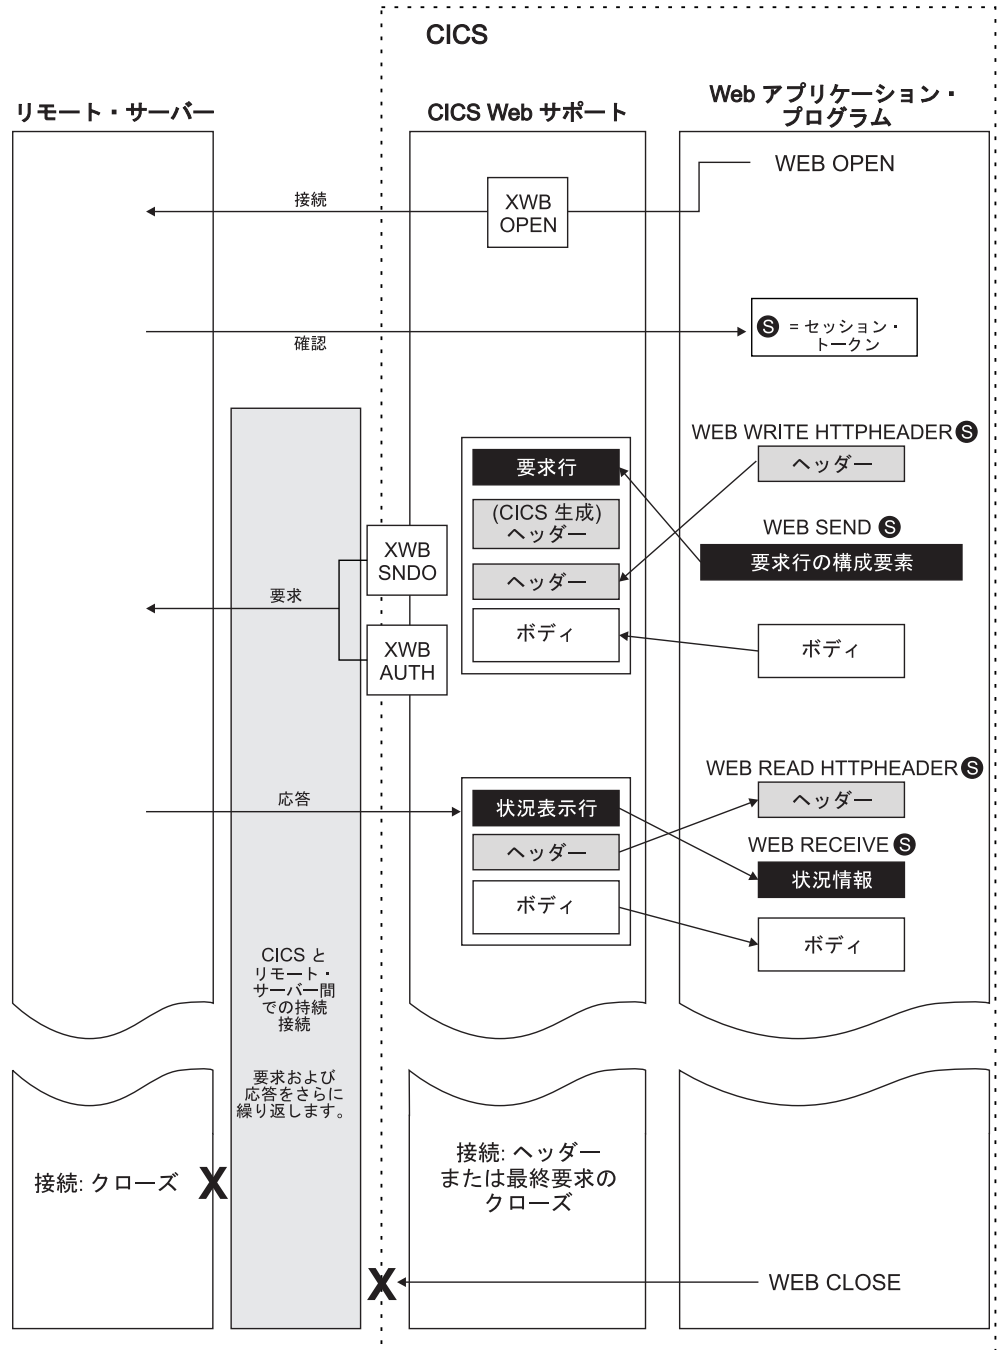 CICS
リモート・サーバー
CICS Web サポート
Web アプリケーション・
プログラム
WEB OPEN
接続
XWB
OPEN
S = セッション・
トークン
確認
WEB WRITE HTTPHEADER S
ヘッダー
要求行
(CICS 生成)
ヘッダー
WEB SEND S
要求行の構成要素
XWB
SNDO
ヘッダー
要求
ボディ
ボディ
XWB
AUTH
WEB READ HTTPHEADER S
ヘッダー
応答
状況表示行
WEB RECEIVE S
ヘッダー
状況情報
ボディ
ボディ
CICS と
リモート・
サーバー間
での持続
接続
要求および
応答をさらに
繰り返します。
接続: クローズ
X
接続: ヘッダー
または最終要求の
クローズ
X
WEB CLOSE